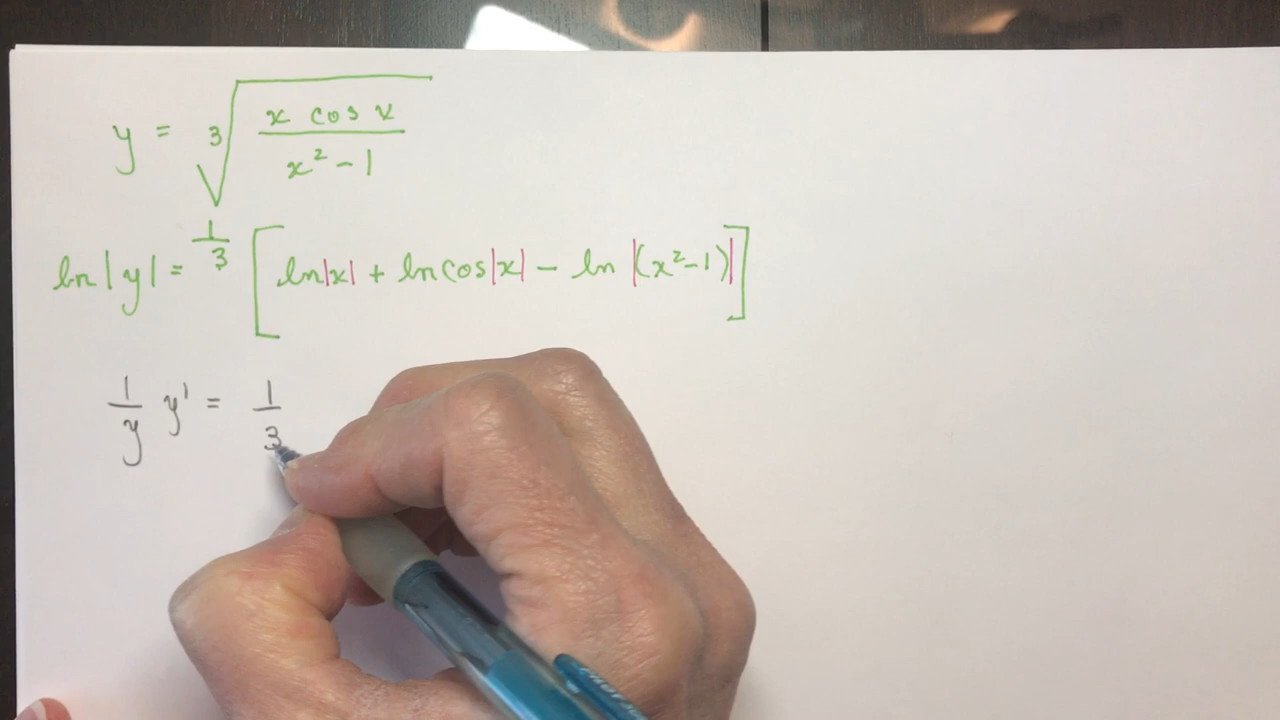 y = ∛(x cos x / x² - 1)
ln|y| = 1/3 [ln|x| + ln cos|x| - ln |(x²-1)|]
1/y y' = 1/3